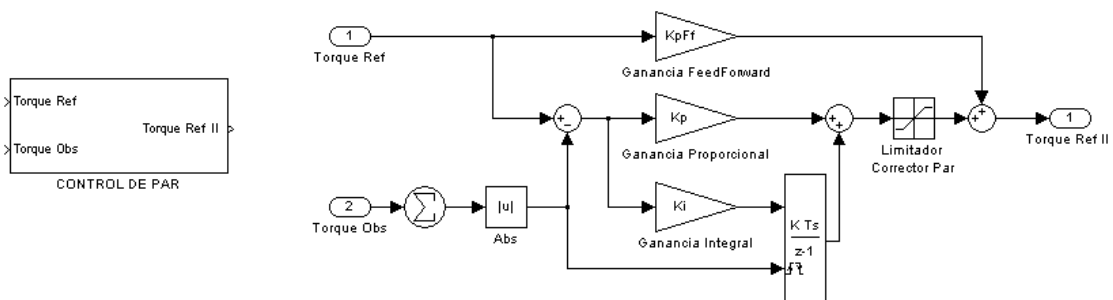 Torque Ref
Torque Obs
Torque Ref II
CONTROL DE PAR
1
Torque Ref
KpFf
Ganancia FeedForward
+
−
Kp
Ganancia Proporcional
+
+
Limitador
Corrector Par
+
+
1
Torque Ref II
2
Torque Obs
Σ
|u|
Abs
Ki
Ganancia Integral
K Ts
z-1